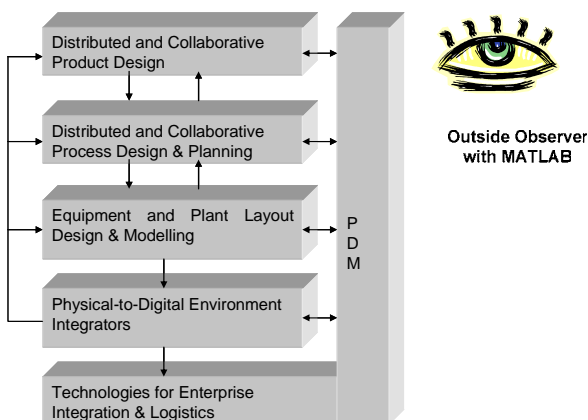 Distributed and Collaborative
Product Design
Distributed and Collaborative
Process Design & Planning
Equipment and Plant Layout
Design & Modelling
Physical-to-Digital Environment
Integrators
Technologies for Enterprise
Integration & Logistics
P
D
M
Outside Observer
with MATLAB